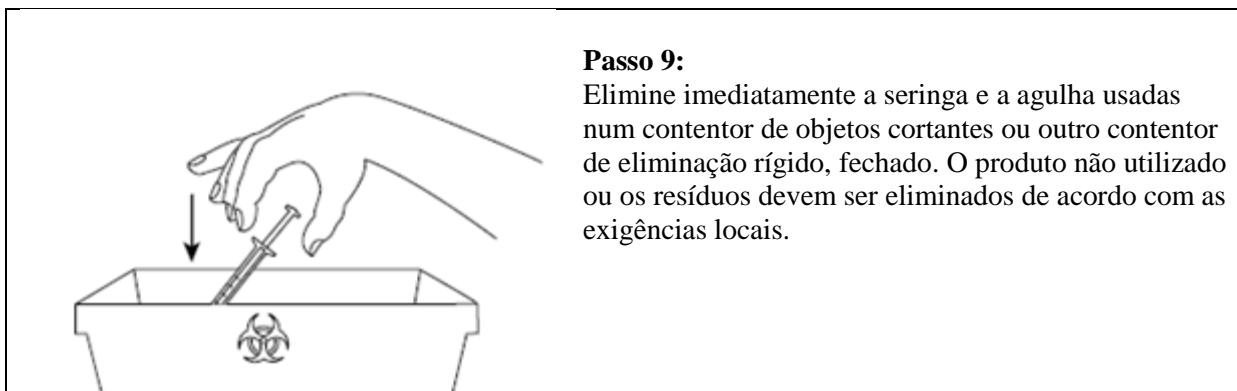 Passo 9:
Elimine imediatamente a seringa e a agulha usadas
num contentor de objetos cortantes ou outro contentor
de eliminação rígido, fechado. O produto não utilizado
ou os resíduos devem ser eliminados de acordo com as
exigências locais.